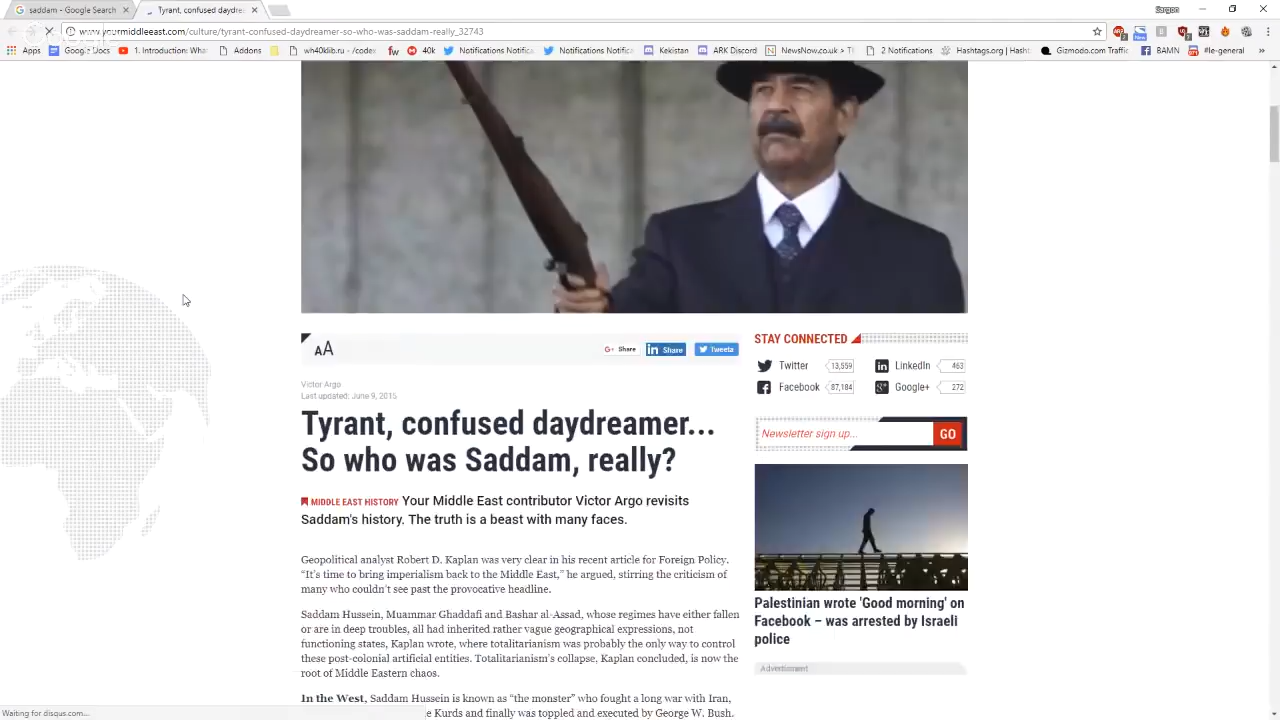 saddam - Google Search
Tyrant, confused daydre
www.yourmiddleeast.com/culture/tyrant-confused-daydreamer-so-who-was-saddam-really_32743
Apps
wh40klib.ru - /codex
40k
Notifications Totalitari
Notifications Totalitari
Kekistan
ARK Discord
NewsNow.co.uk > Th
2 Notifications
2 Notifications
Hashtags.org | Hasht
Gizmodo.com Futurol
BAMN
#le-general
AA
Share
Share
Tweeta
STAY CONNECTED
Twitter 13,559
LinkedIn 463
Facebook 87,184
Google+ 272
Victor Argo
Last updated: June 9, 2015
Tyrant, confused daydreamer...
So who was Saddam, really?
Newsletter sign up...
GO
MIDDLE EAST HISTORY Your Middle East contributor Victor Argo revisits
Saddam's history. The truth is a beast with many faces.
Geopolitical analyst Robert D. Kaplan was very clear in his recent article for Foreign Policy.
“It's time to bring imperialism back to the Middle East,” he argued, stirring the criticism of
many who couldn't see past the provocative headline.
Saddam Hussein, Muammar Ghaddafi and Bashar al-Assad, whose regimes have either fallen
or are in deep troubles, all had inherited rather vague geographical expressions, not
functioning states, Kaplan wrote, where totalitarianism was probably the only way to control
these post-colonial artificial entities. Totalitarianism's collapse, Kaplan concluded, is now the
root of Middle Eastern chaos.
In the West, Saddam Hussein is known as “the monster” who fought a long war with Iran,
e Kurds and finally was toppled and executed by George W. Bush.
Palestinian wrote 'Good morning' on
Facebook – was arrested by Israeli
police
Advertisement
Waiting for disqus.com...